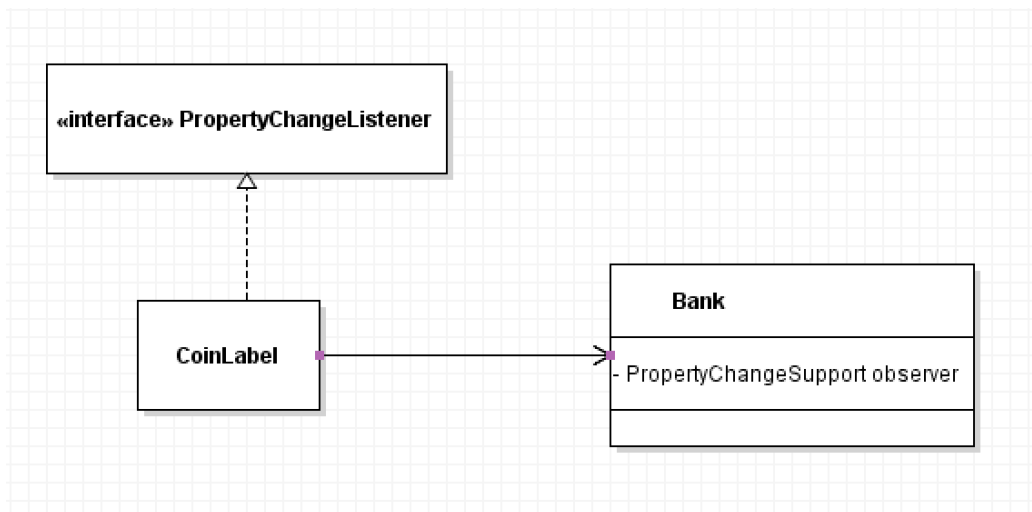 «interface» PropertyChangeListener
CoinLabel
Bank
- PropertyChangeSupport observer